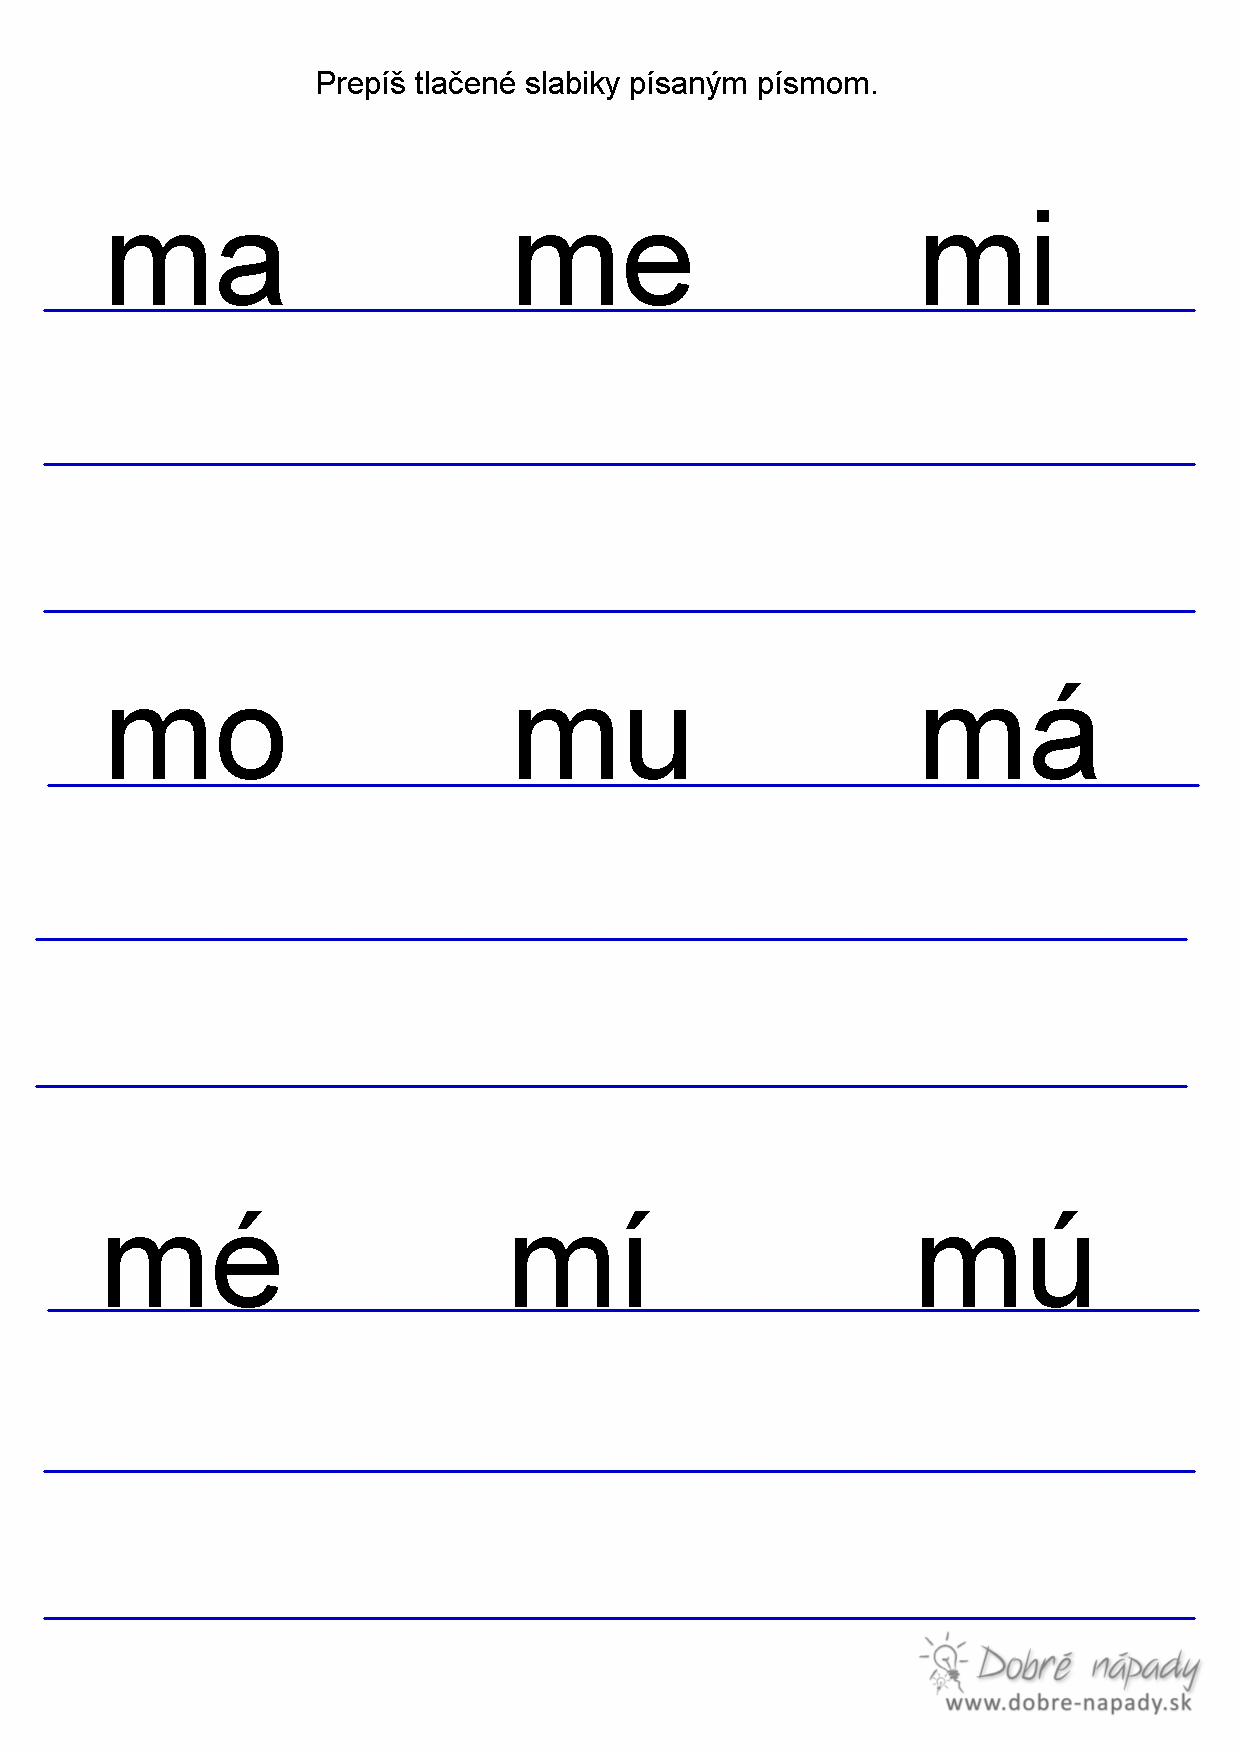 Prepíš tlačené slabiky písaným písmom.
ma me mi
mo mu má
mé mí mú
Dobré nápady
www.dobre-napady.sk